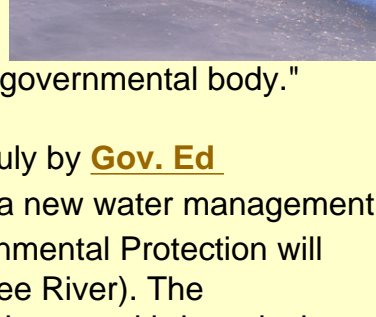 governmental body."
uly by Gov. Ed
a new water management
nmental Protection will
ee River). The